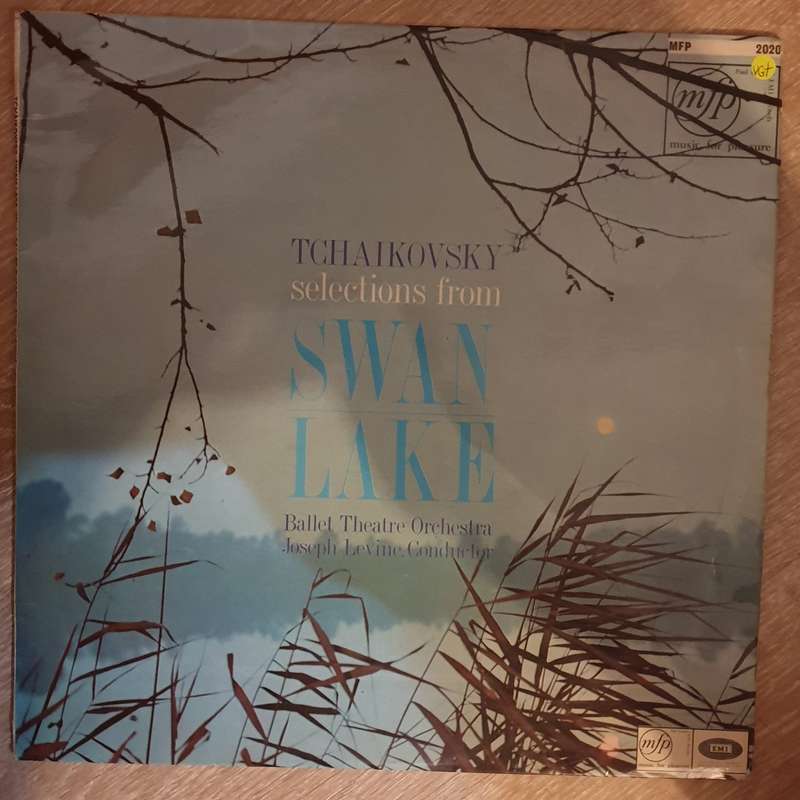 MFP 2020
VG+
mfp
music for pleasure
TCHAIKOVSKY
selections from
SWAN
LAKE
Ballet Theatre Orchestra
Joseph Levine, Conductor
mfp
EMI